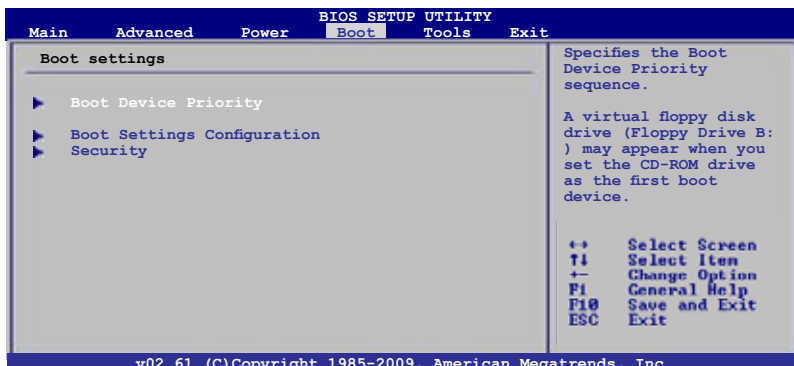 BIOS SETUP UTILITY
Main Advanced Power Boot Tools Exit
Boot settings
Boot Device Priority
Boot Settings Configuration
Security
Specifies the Boot
Device Priority
sequence.
A virtual floppy disk
drive (Floppy Drive B:
) may appear when you
set the CD-ROM drive
as the first boot
device.
←→ Select Screen
↑↓ Select Item
+- Change Option
F1 General Help
F10 Save and Exit
ESC Exit
v02.61 (C)Copyright 1985-2009, American Megatrends, Inc.